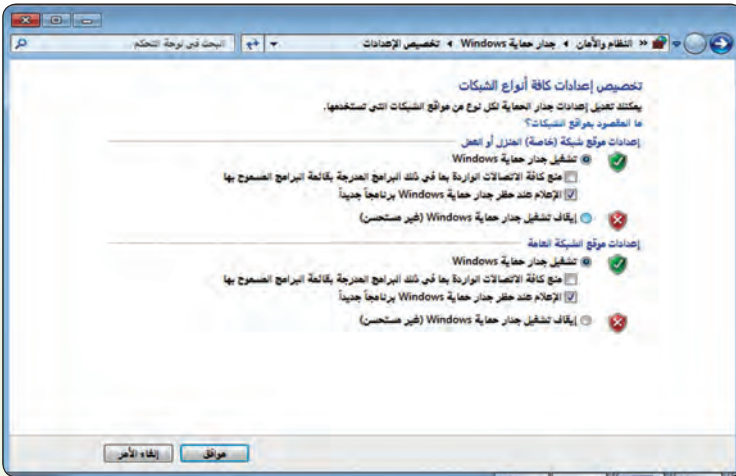 « النظام والأمان ‹ جدار حماية Windows ‹ تخصيص الإعدادات
البحث في لوحة التحكم
تخصيص إعدادات كافة أنواع الشبكات
يمكنك تعديل إعدادات جدار الحماية لكل نوع من مواقع الشبكات التي تستخدمها.
ما المقصود بمواقع الشبكات؟
إعدادات موقع شبكة (خاصة) المنزل أو العمل
تشغيل جدار حماية Windows
منع كافة الاتصالات الواردة بما في ذلك البرامج المدرجة بقائمة البرامج المسموح بها
الإعلام عند حظر جدار حماية Windows برنامجاً جديداً
إيقاف تشغيل جدار حماية Windows (غير مستحسن)
إعدادات موقع الشبكة العامة
تشغيل جدار حماية Windows
منع كافة الاتصالات الواردة بما في ذلك البرامج المدرجة بقائمة البرامج المسموح بها
الإعلام عند حظر جدار حماية Windows برنامجاً جديداً
إيقاف تشغيل جدار حماية Windows (غير مستحسن)
موافق
إلغاء الأمر